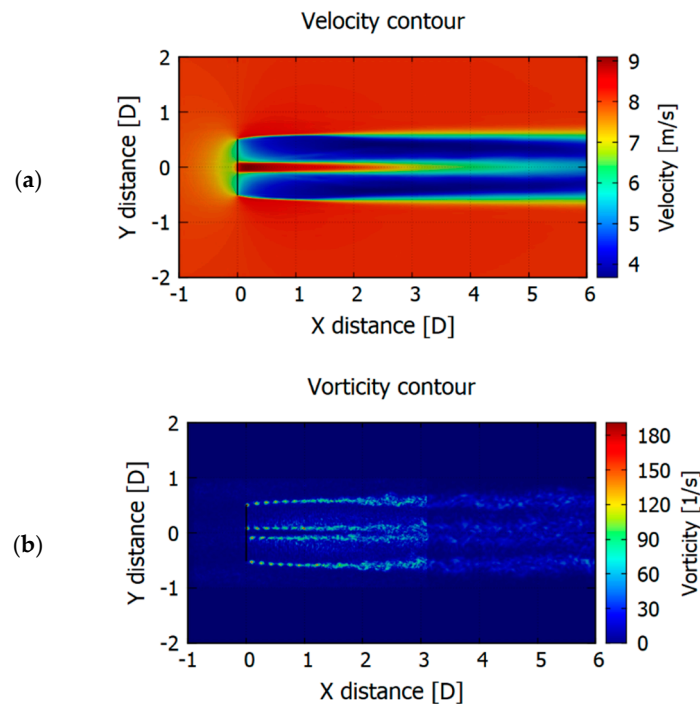 Velocity contour
2
1
0
-1
-2
Y distance [D]
-1 0 1 2 3 4 5 6
X distance [D]
9
8
7
6
5
4
Velocity [m/s]
(a)
Vorticity contour
2
1
0
-1
-2
Y distance [D]
-1 0 1 2 3 4 5 6
X distance [D]
180
150
120
90
60
30
0
Vorticity [1/s]
(b)